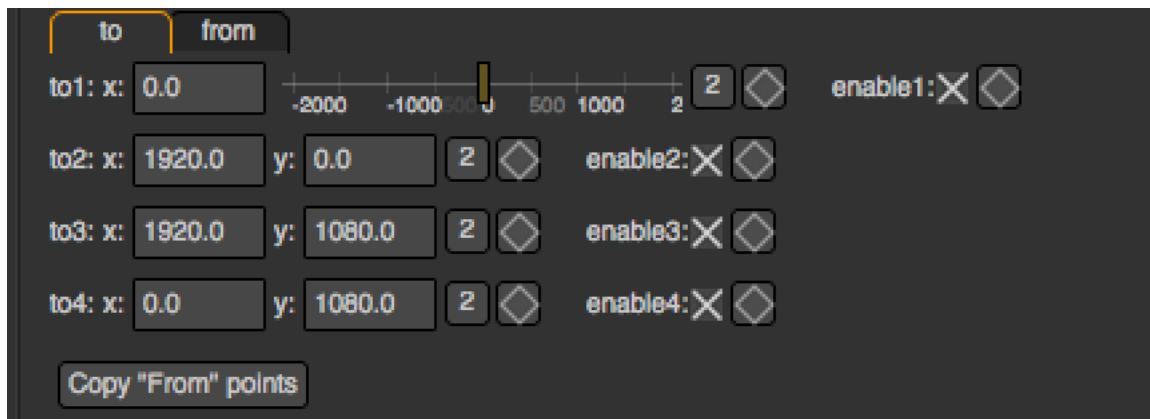 to from
to1: x: 0.0 -2000 -1000 500 0 500 1000 2 2 enable1:
to2: x: 1920.0 y: 0.0 2 enable2:
to3: x: 1920.0 y: 1080.0 2 enable3:
to4: x: 0.0 y: 1080.0 2 enable4:
Copy "From" points